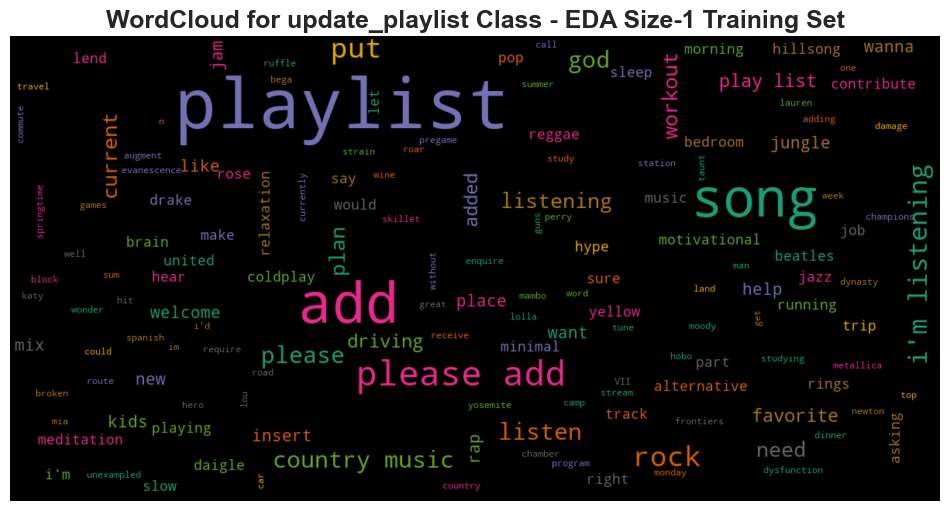 WordCloud for update_playlist Class - EDA Size-1 Training Set
lend
jam
put
call
pop
god
morning
hillsong
wanna
ruffle
sleep
one
travel
bega
playlist
let
summer
workout
play list
contribute
lauren
commute
current
n
pregame
reggae
adding
damage
augment
strain
roar
study
bedroom
jungle
evanescence
like
rose
say
wine
station
taunt
springtime
games
drake
relaxation
currently
would
skillet
added
listening
guns
perry
music
song
week
champions
i'm listening
brain
make
plan
hype
motivational
job
well
united
without
enquire
sure
man
beatles
block
sum
hear
coldplay
add
great
place
mambo
word
land
help
jazz
dynasty
katy
wonder
hit
welcome
i'd
lolla
yellow
tune
get
running
mix
spanish
im
require
driving
receive
minimal
want
moody
trip
could
please
road
hobo
studying
part
metallica
route
new
please add
VII
stream
alternative
rings
broken
hero
lou
yosemite
camp
track
favorite
newton
top
mia
kids
playing
insert
rap
listen
frontiers
asking
meditation
chamber
program
need
dinner
i'm
unexampled
daigle
country music
rock
monday
dysfunction
slow
car
country
right